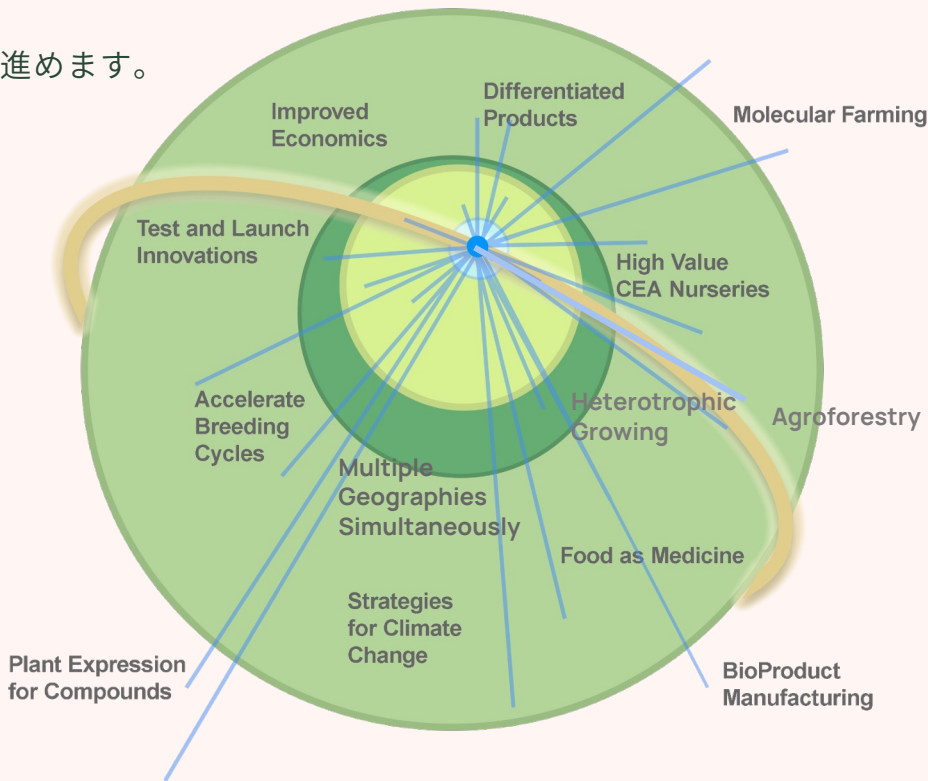 進めます。
Improved
Economics
Differentiated
Products
Molecular Farming
Test and Launch
Innovations
High Value
CEA Nurseries
Accelerate
Breeding
Cycles
Heterotrophic
Growing
Agroforestry
Multiple
Geographies
Simultaneously
Food as Medicine
Strategies
for Climate
Change
Plant Expression
for Compounds
BioProduct
Manufacturing